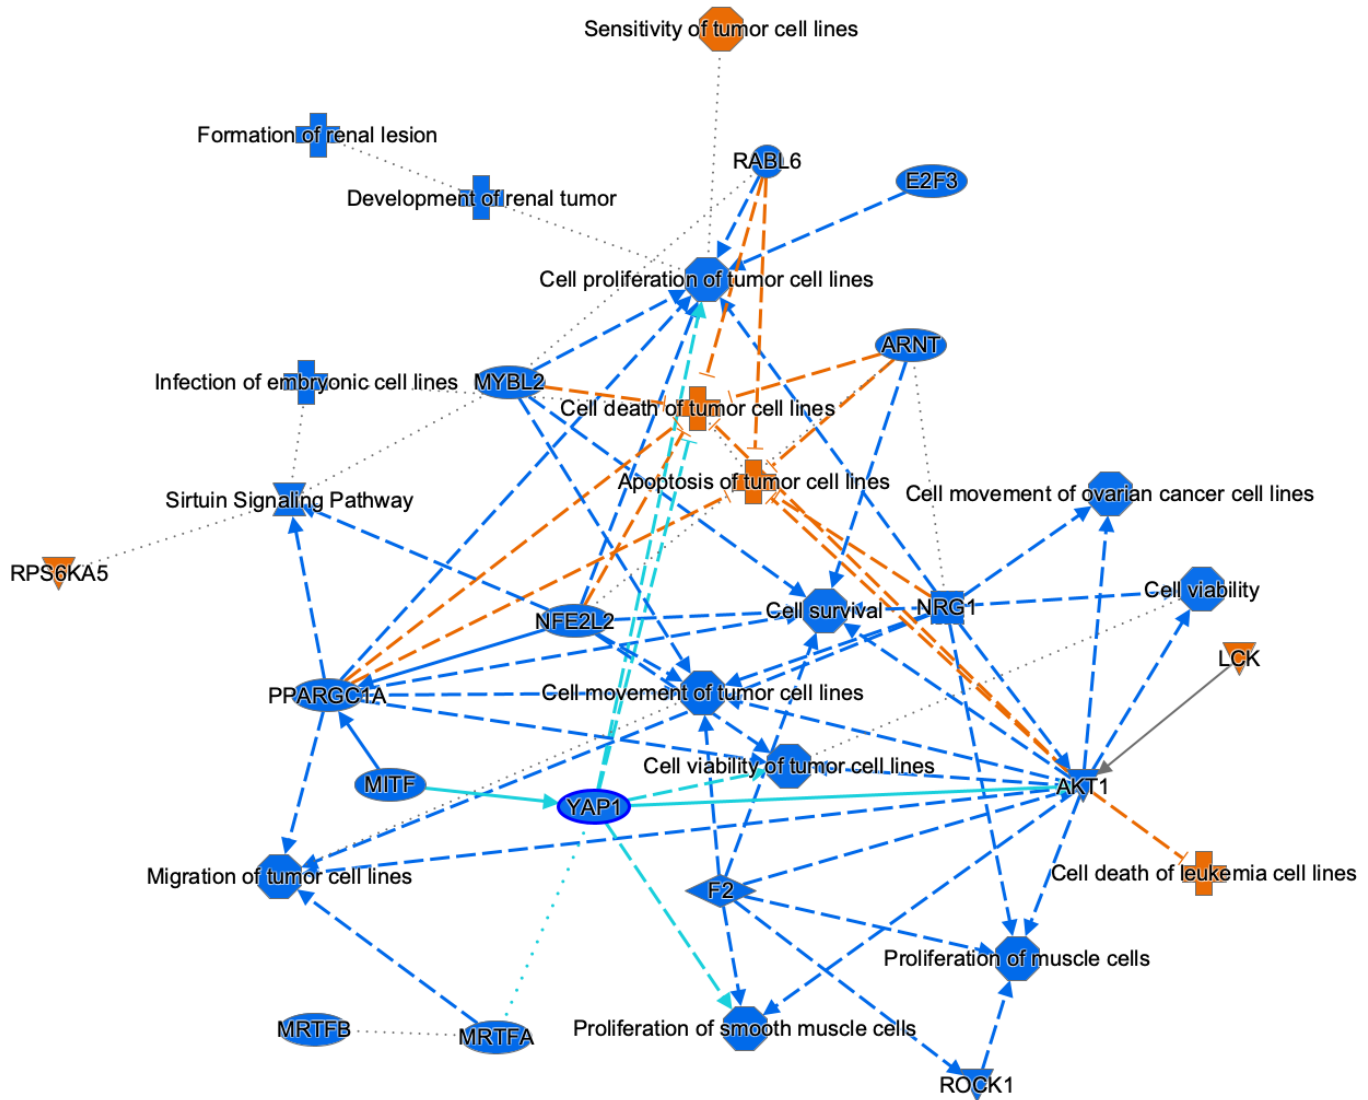 Sensitivity of tumor cell lines
Formation of renal lesion
RABL6
E2F3
Development of renal tumor
Cell proliferation of tumor cell lines
ARNT
Infection of embryonic cell lines
MYBL2
Cell death of tumor cell lines
Apoptosis of tumor cell lines
Cell movement of ovarian cancer cell lines
Sirtuin Signaling Pathway
RPS6KA5
Cell viability
Cell survival
NRG1
NFE2L2
LCK
PPARGC1A
Cell movement of tumor cell lines
Cell viability of tumor cell lines
MITF
AKT1
YAP1
Migration of tumor cell lines
Cell death of leukemia cell lines
F2
Proliferation of muscle cells
MRTFB
MRTFA
Proliferation of smooth muscle cells
ROCK1